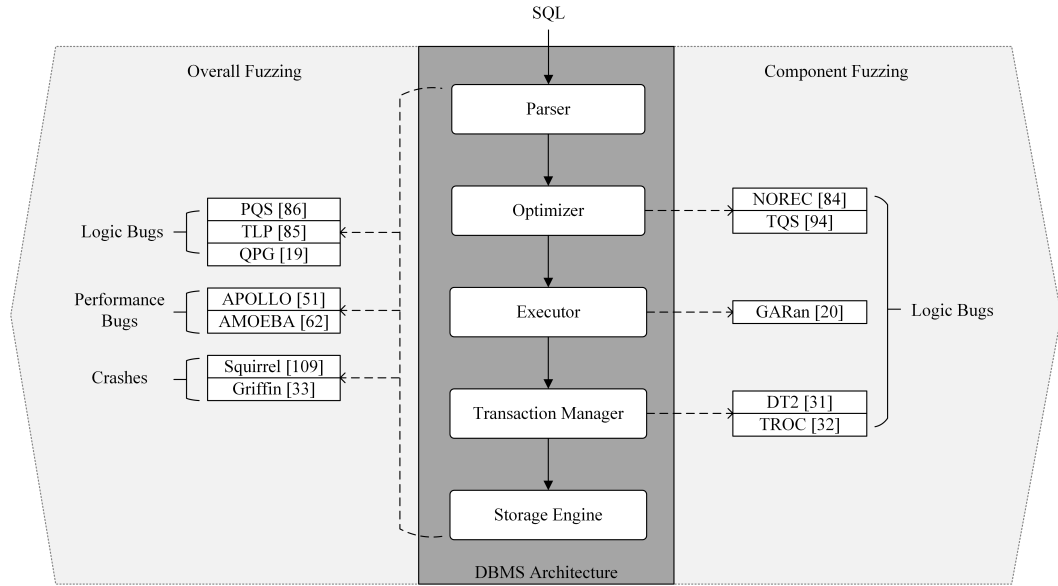 SQL
Overall Fuzzing
Component Fuzzing
Parser
Optimizer
Executor
Transaction Manager
Storage Engine
DBMS Architecture
Logic Bugs
PQS [86]
TLP [85]
QPG [19]
Performance
Bugs
APOLLO [51]
AMOEBA [62]
Crashes
Squirrel [109]
Griffin [33]
NOREC [84]
TQS [94]
GARan [20]
DT2 [31]
TROC [32]
Logic Bugs